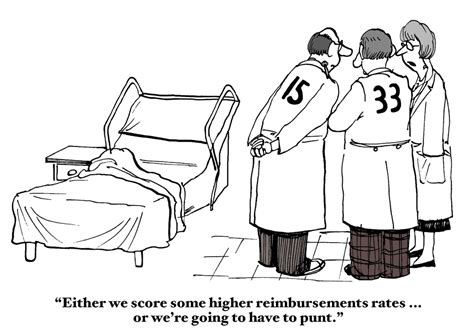 15
33
“Either we score some higher reimbursements rates ...
or we’re going to have to punt.”